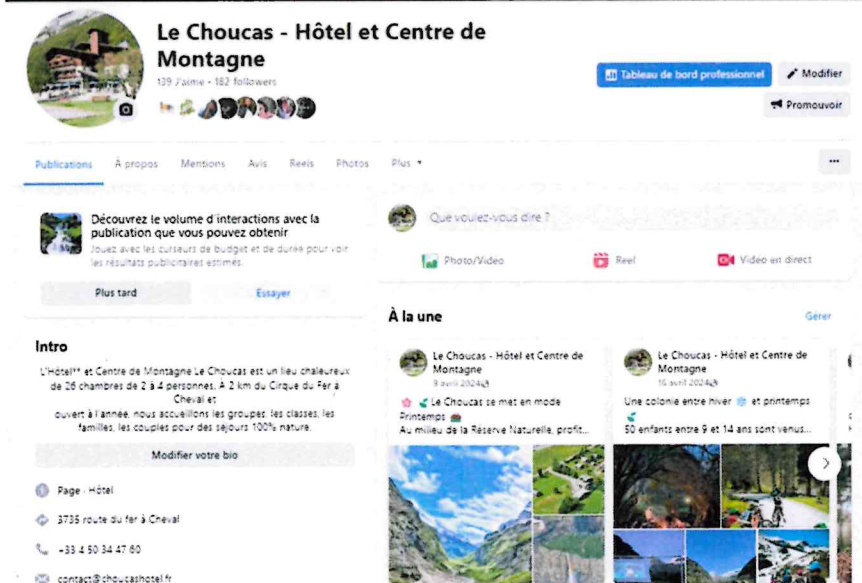 Le Choucas - Hôtel et Centre de
Montagne
139 J'aime • 182 followers
Tableau de bord professionnel
Modifier
Promouvoir
Publications À propos Mentions Avis Reels Photos Plus
Découvrez le volume d'interactions avec la
publication que vous pouvez obtenir
Jouez avec les curseurs de budget et de durée pour voir
les résultats publicitaires estimés.
Plus tard
Essayer
Intro
L'Hôtel** et Centre de Montagne Le Choucas est un lieu chaleureux
de 26 chambres de 2 à 4 personnes. À 2 km du Cirque du Fer à
Cheval et
ouvert à l'année, nous accueillons les groupes, les classes, les
familles, les couples pour des séjours 100% nature.
Modifier votre bio
Page · Hôtel
3735 route du fer à Cheval
+33 4 50 34 47 60
contact@choucashotel.fr
Que voulez-vous dire ?
Photo/Vidéo
Reel
Vidéo en direct
À la une
Gérer
Le Choucas - Hôtel et Centre de
Montagne
9 avril 2024
🌸 🌿 Le Choucas se met en mode
Printemps
Au milieu de la Réserve Naturelle, profit...
Le Choucas - Hôtel et Centre de
Montagne
16 avril 2024
Une colonie entre hiver ❄️ et printemps
🌿
50 enfants entre 9 et 14 ans sont venus...